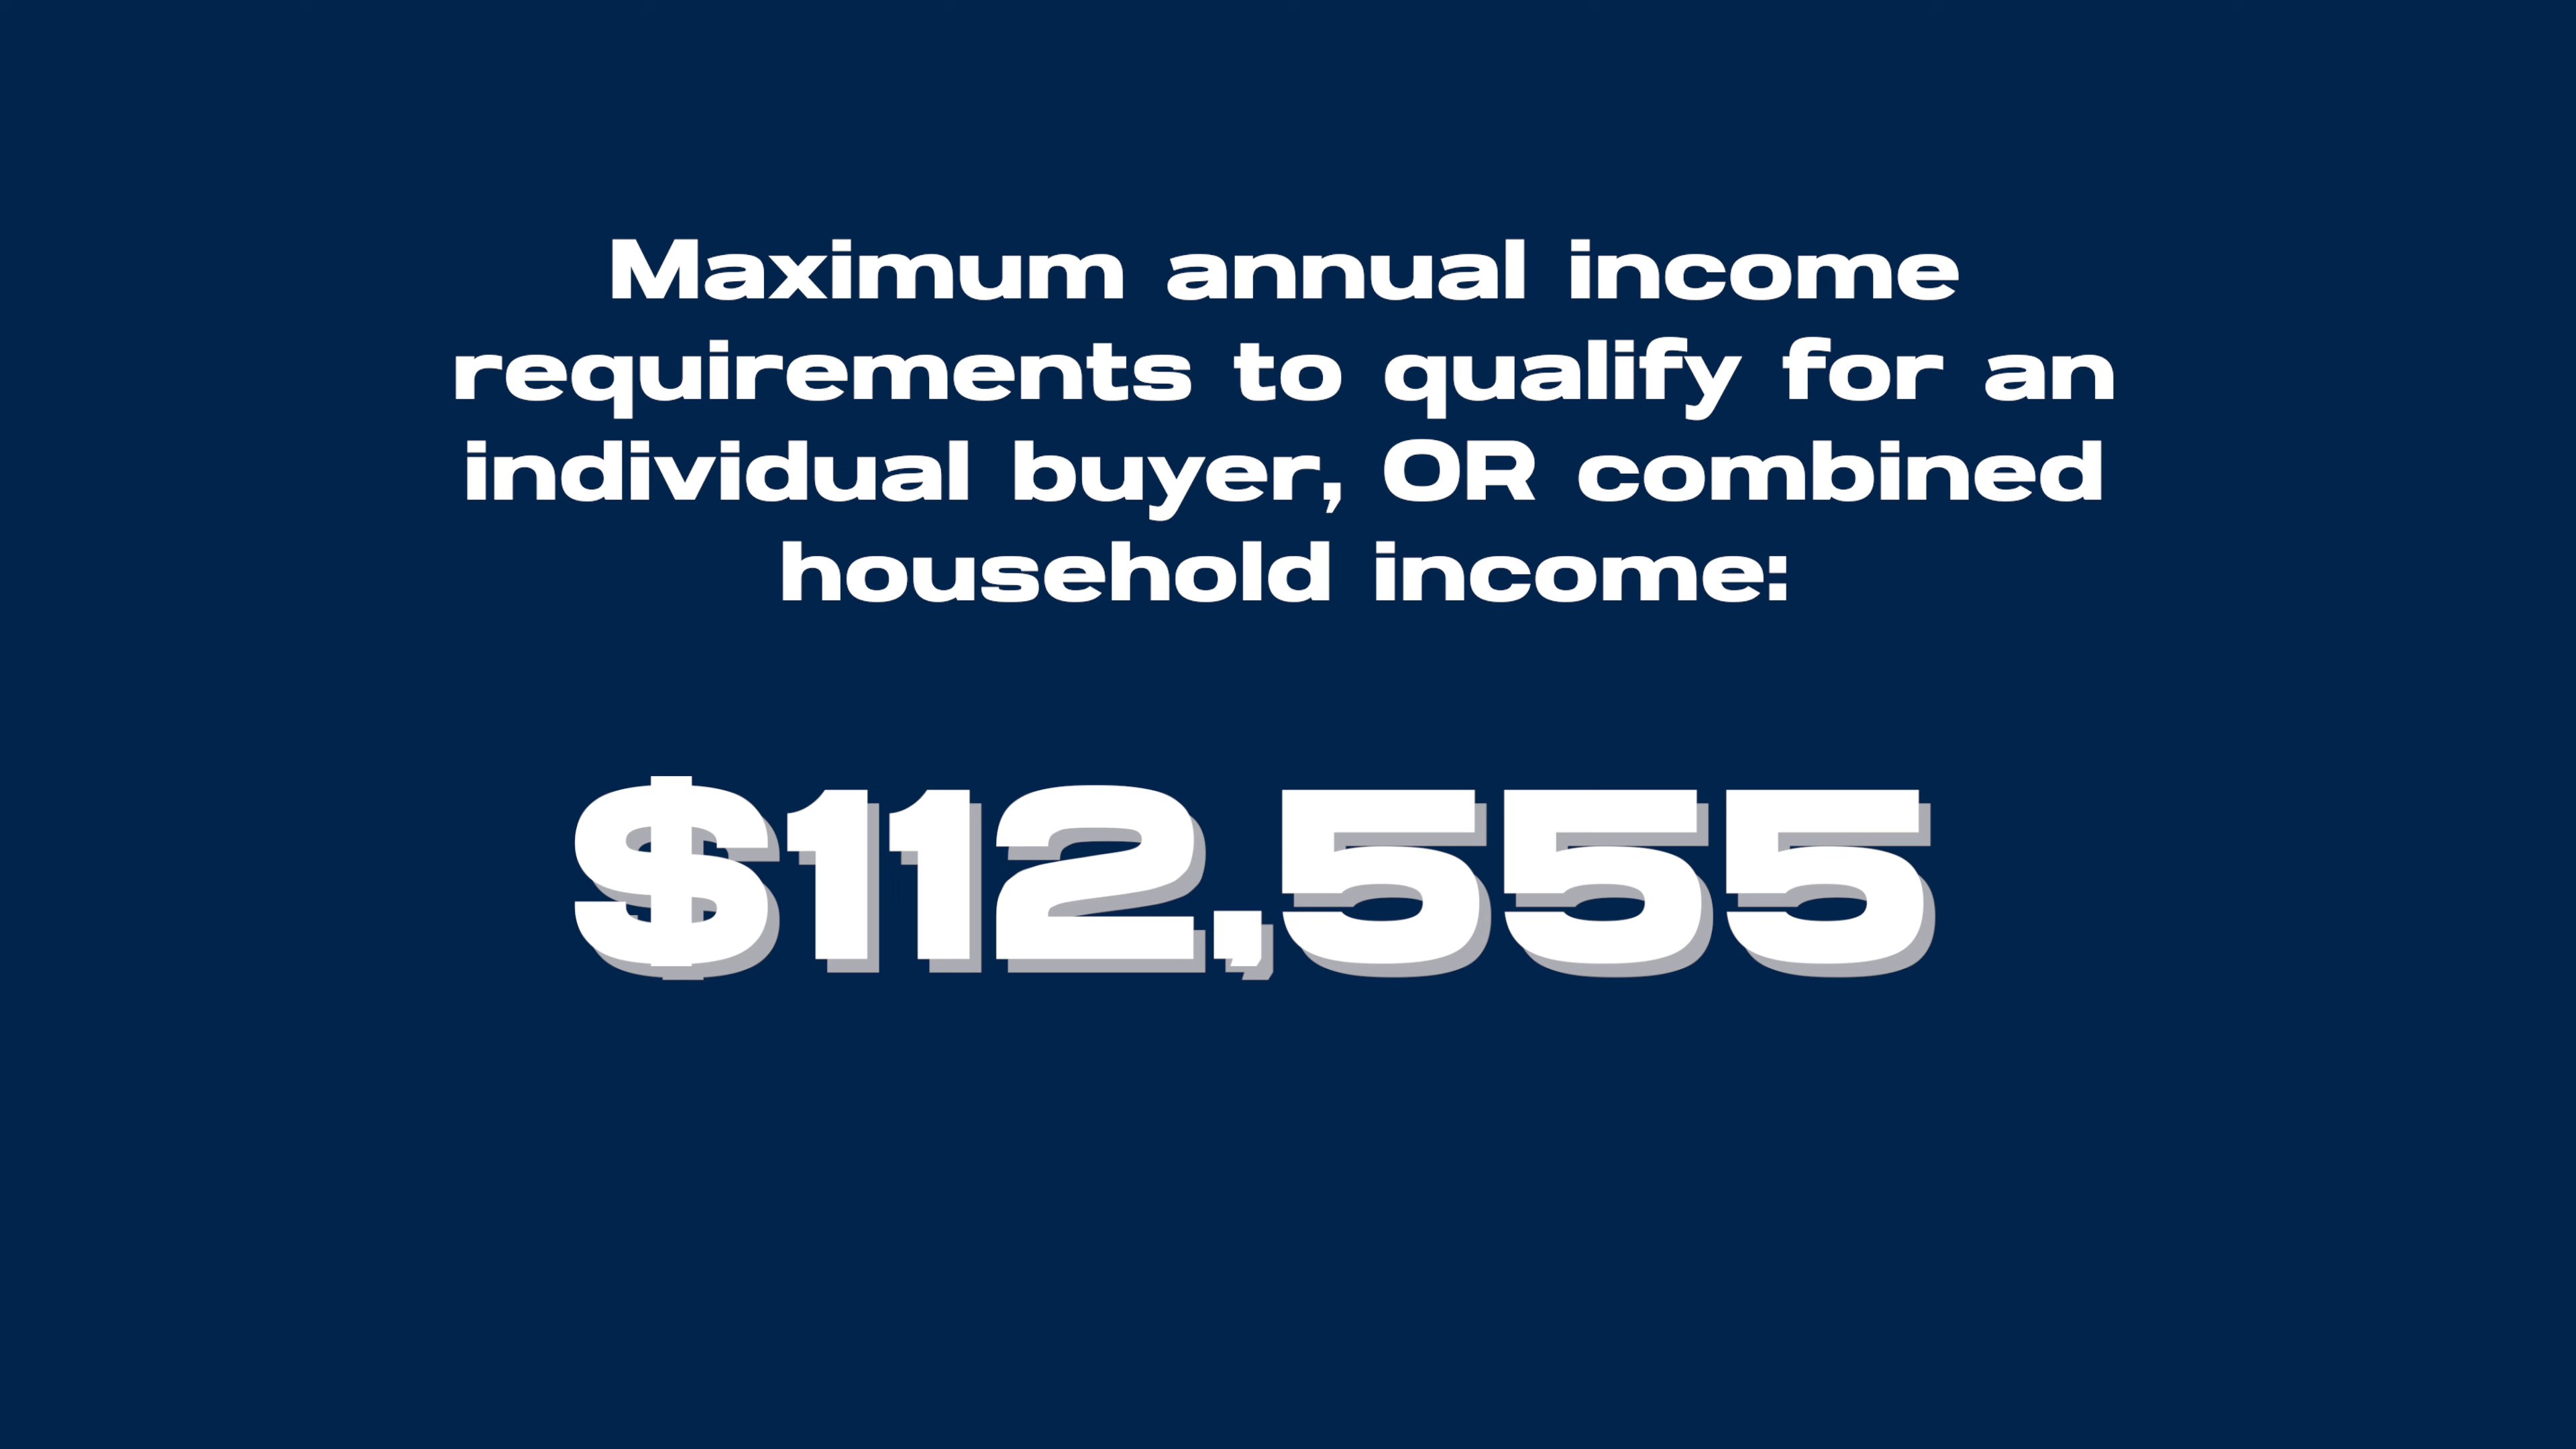 Maximum annual income
requirements to qualify for an
individual buyer, OR combined
household income:
$112,555